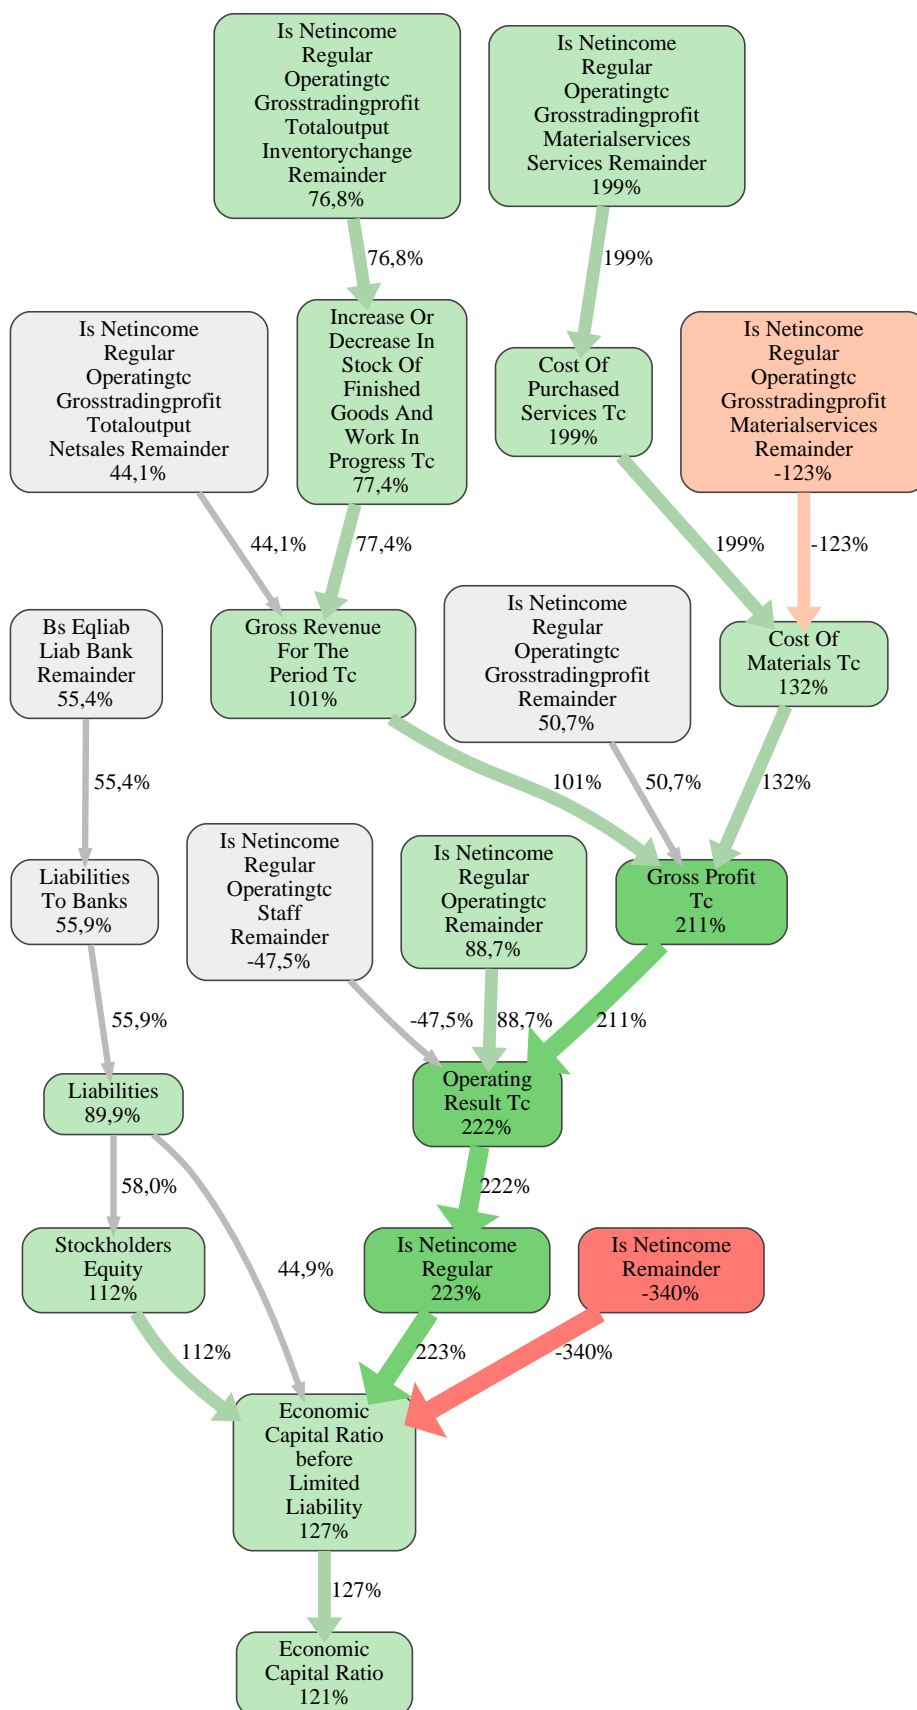 Is Netincome
Regular
Operatingtc
Grosstradingprofit
Totaloutput
Inventorychange
Remainder
76,8%
Is Netincome
Regular
Operatingtc
Grosstradingprofit
Materialservices
Services Remainder
199%
76,8%
199%
Is Netincome
Regular
Operatingtc
Grosstradingprofit
Totaloutput
Netsales Remainder
44,1%
Increase Or
Decrease In
Stock Of
Finished
Goods And
Work In
Progress Tc
77,4%
Cost Of
Purchased
Services Tc
199%
Is Netincome
Regular
Operatingtc
Grosstradingprofit
Materialservices
Remainder
-123%
44,1%
77,4%
199%
-123%
Bs Eqliab
Liab Bank
Remainder
55,4%
Gross Revenue
For The
Period Tc
101%
Is Netincome
Regular
Operatingtc
Grosstradingprofit
Remainder
50,7%
Cost Of
Materials Tc
132%
55,4%
101%
50,7%
132%
Liabilities
To Banks
55,9%
Is Netincome
Regular
Operatingtc
Staff
Remainder
-47,5%
Is Netincome
Regular
Operatingtc
Remainder
88,7%
Gross Profit
Tc
211%
55,9%
-47,5%
88,7%
211%
Liabilities
89,9%
Operating
Result Tc
222%
58,0%
44,9%
222%
Stockholders
Equity
112%
Is Netincome
Regular
223%
Is Netincome
Remainder
-340%
112%
223%
-340%
Economic
Capital Ratio
before
Limited
Liability
127%
127%
Economic
Capital Ratio
121%